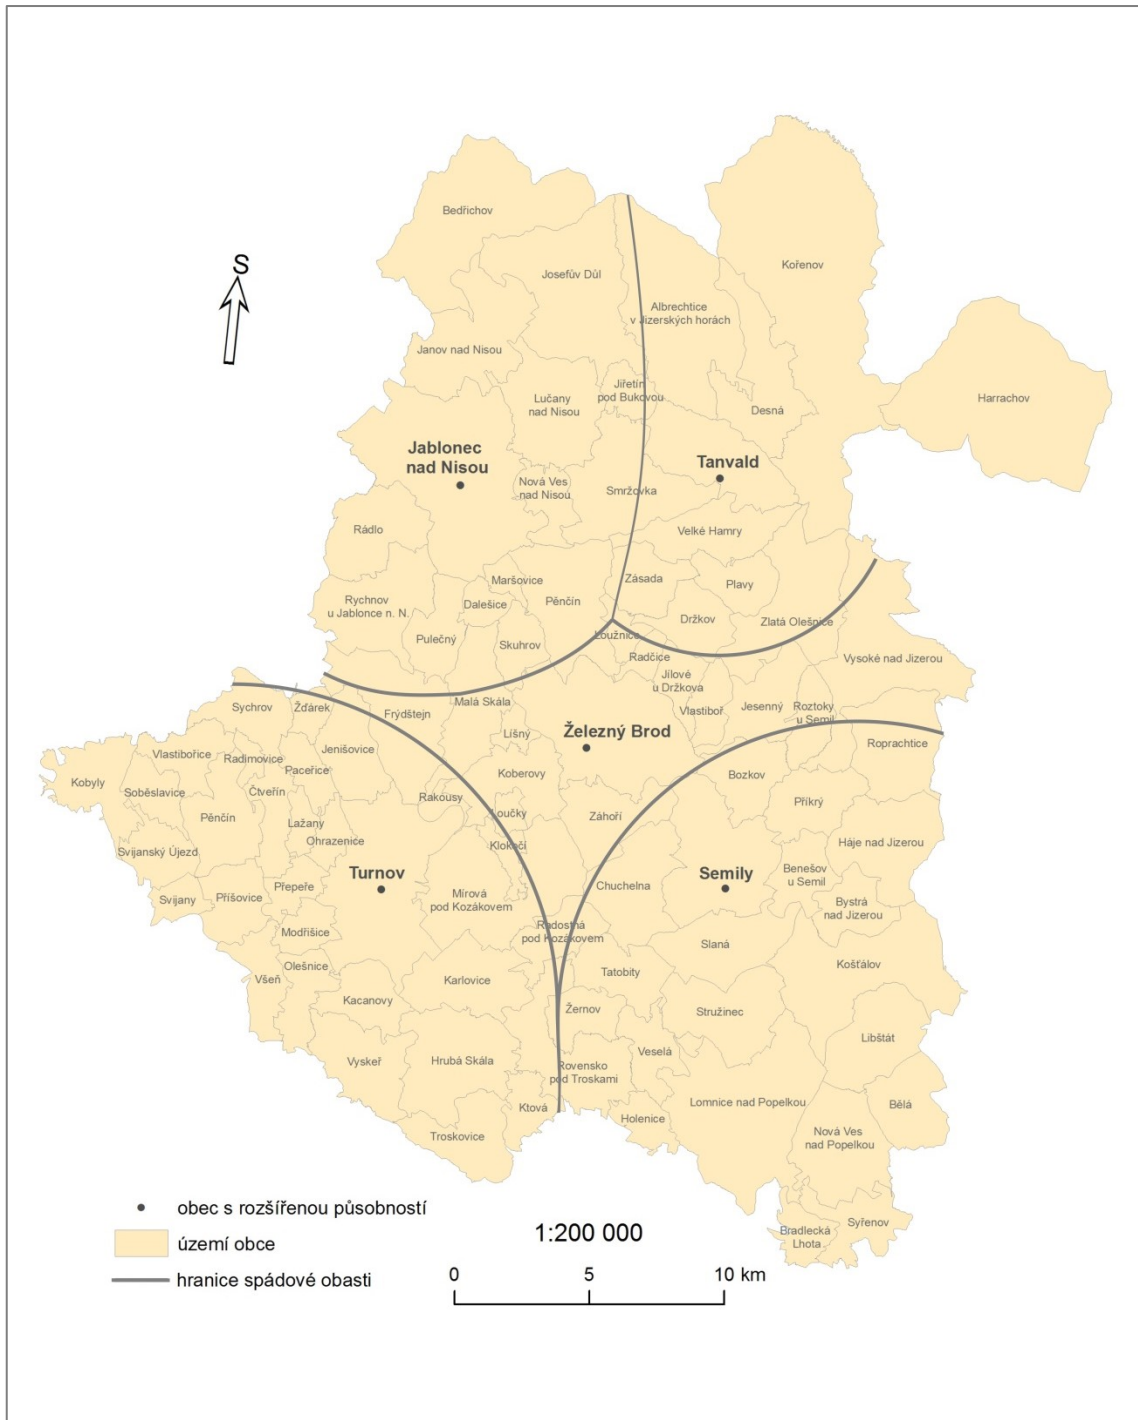 S
Bedřichov
Josefův Důl
Kořenov
Albrechtice
v Jizerských horách
Janov nad Nisou
Lučany
nad Nisou
Jiřetín
pod Bukovou
Desná
Harrachov
Jablonec
nad Nisou
Tanvald
Nová Ves
nad Nisou
Smržovka
Rádlo
Velké Hamry
Maršovice
Zásada
Plavy
Rychnov
u Jablonce n. N.
Dalešice
Pěnčín
Držkov
Zlatá Olešnice
Pulečný
Skuhrov
Loužnice
Radčice
Vysoké nad Jizerou
Jílové
u Držkova
Sychrov
Žďárek
Frýdštejn
Malá Skála
Vlastiboř
Jesenný
Roztoky
u Semil
Líšný
Železný Brod
Roprachtice
Vlastibořice
Radimovice
Jenišovice
Paceřice
Kobyly
Soběslavice
Čtveřín
Koberovy
Bozkov
Rakousy
Příkrý
Pěnčín
Lažany
Loučky
Záhoří
Ohrazenice
Klokočí
Háje nad Jizerou
Svijanský Újezd
Turnov
Semily
Benešov
u Semil
Přepeře
Mírová
pod Kozákovem
Chuchelna
Svijany
Příšovice
Bystrá
nad Jizerou
Modřišice
Radostná
pod Kozákovem
Slaná
Olešnice
Všeň
Karlovice
Tatobity
Košťálov
Kacanovy
Žernov
Stružinec
Libštát
Vyskeř
Hrubá Skála
Veselá
Rovensko
pod Troskami
Ktová
Holenice
Lomnice nad Popelkou
Bělá
Troskovice
Nová Ves
nad Popelkou
Bradlecká
Lhota
Syřenov
obec s rozšířenou působností
území obce
hranice spádové obasti
1:200 000
0 5 10 km